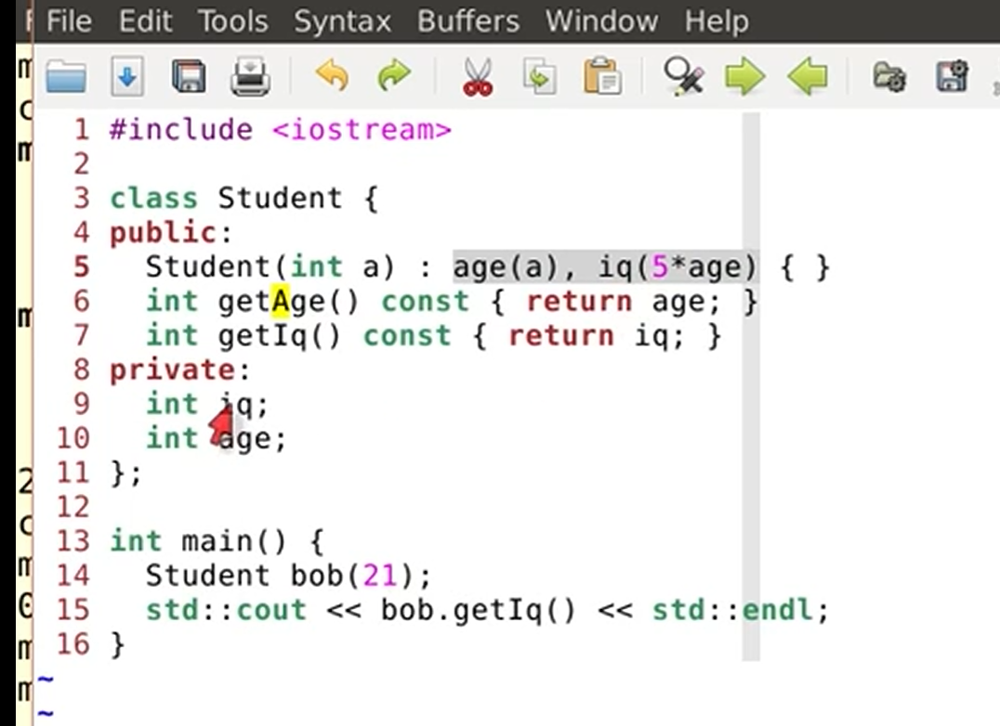 File Edit Tools Syntax Buffers Window Help
1 #include <iostream>
2
3 class Student {
4 public:
5   Student(int a) : age(a), iq(5*age) { }
6   int getAge() const { return age; }
7   int getIq() const { return iq; }
8 private:
9   int iq;
10   int age;
11 };
12
13 int main() {
14   Student bob(21);
15   std::cout << bob.getIq() << std::endl;
16 }
~
~